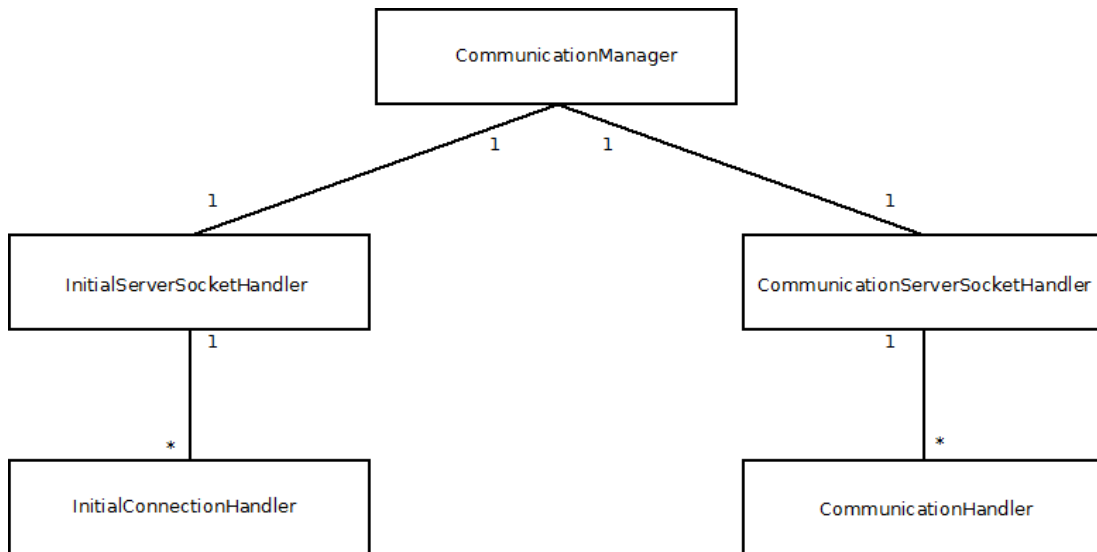 CommunicationManager
1 1
1 1
InitialServerSocketHandler CommunicationServerSocketHandler
1 1
* *
InitialConnectionHandler CommunicationHandler